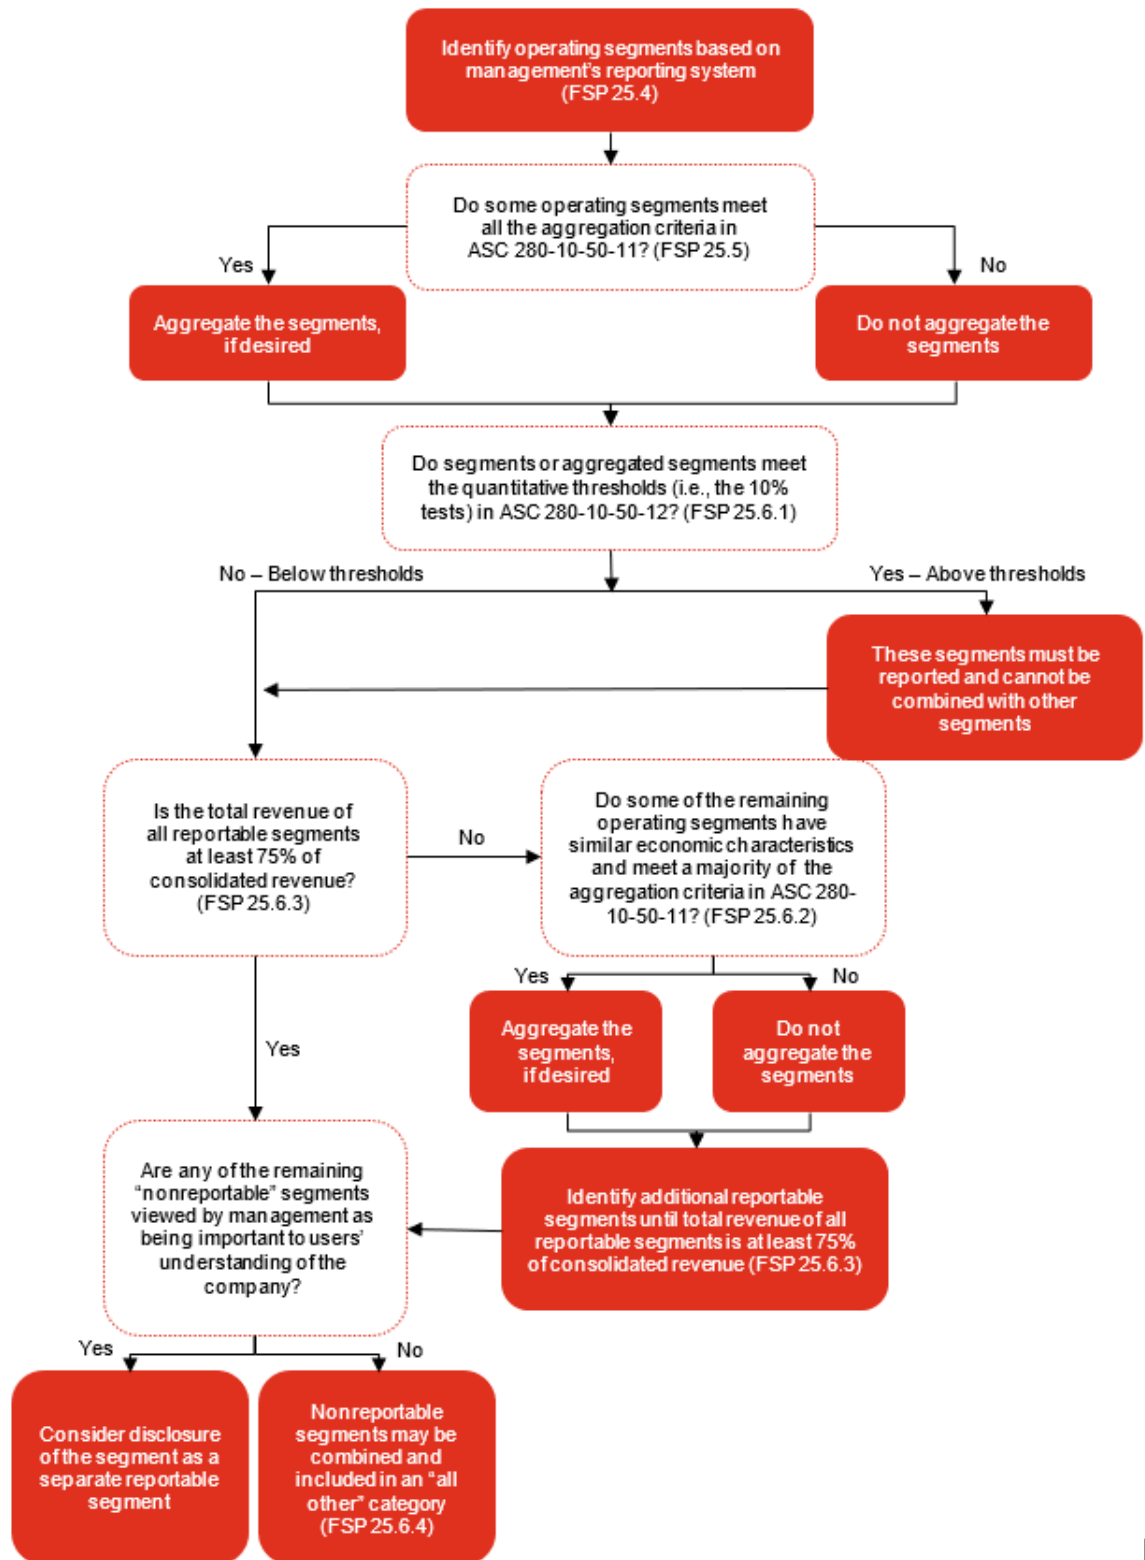 Identify operating segments based on
management's reporting system
(FSP 25.4)
Do some operating segments meet
all the aggregation criteria in
ASC 280-10-50-11? (FSP 25.5)
Yes
No
Aggregate the segments,
if desired
Do not aggregate the
segments
Do segments or aggregated segments meet
the quantitative thresholds (i.e., the 10%
tests) in ASC 280-10-50-12? (FSP 25.6.1)
No – Below thresholds
Yes – Above thresholds
These segments must be
reported and cannot be
combined with other
segments
Is the total revenue of
all reportable segments
at least 75% of
consolidated revenue?
(FSP 25.6.3)
No
Do some of the remaining
operating segments have
similar economic characteristics
and meet a majority of the
aggregation criteria in ASC 280-
10-50-11? (FSP 25.6.2)
Yes
No
Aggregate the
segments,
if desired
Do not
aggregate the
segments
Yes
Are any of the remaining
“nonreportable” segments
viewed by management as
being important to users’
understanding of the
company?
Identify additional reportable
segments until total revenue of all
reportable segments is at least 75%
of consolidated revenue (FSP 25.6.3)
Yes
No
Consider disclosure
of the segment as a
separate reportable
segment
Nonreportable
segments may be
combined and
included in an “all
other” category
(FSP 25.6.4)